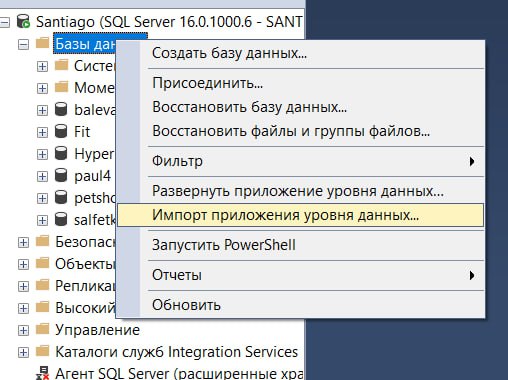 Santiago (SQL Server 16.0.1000.6 - SANT
Базы дан
Создать базу данных...
Систе
Присоединить...
Моме
Восстановить базу данных...
baleva
Восстановить файлы и группы файлов...
Fit
Фильтр
Hyper
paul4
Развернуть приложение уровня данных...
petsho
Импорт приложения уровня данных...
salfetk
Безопас
Запустить PowerShell
Объекты
Отчеты
Реплика
Высокий
Обновить
Управление
Каталоги служб Integration Services
Агент SQL Server (расширенные хра